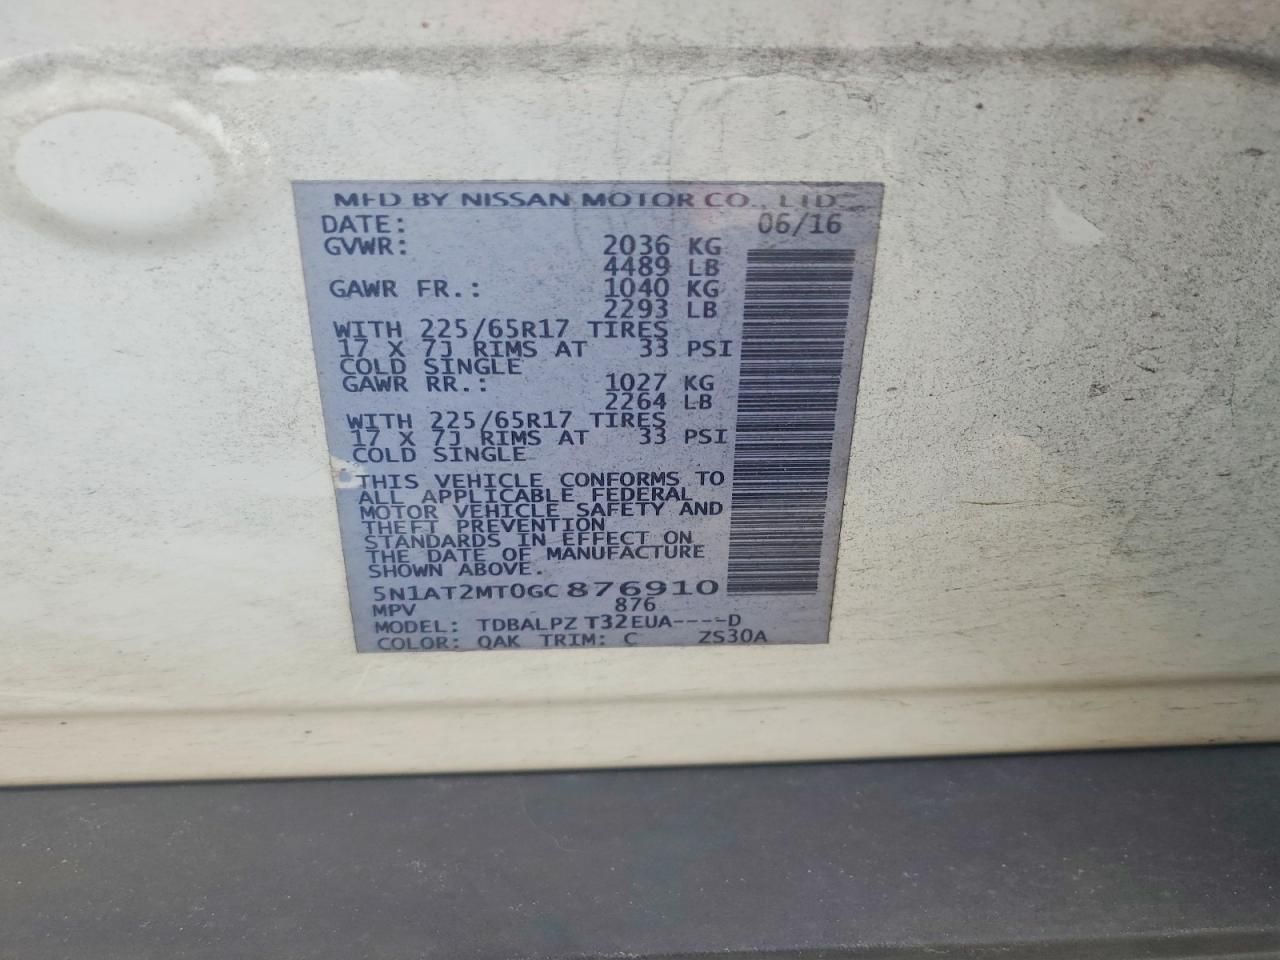 MFD BY NISSAN MOTOR CO., LTD
DATE: 06/16
GVWR: 2036 KG
4489 LB
GAWR FR.: 1040 KG
2293 LB
WITH 225/65R17 TIRES
17 X 7J RIMS AT 33 PSI
COLD SINGLE
GAWR RR.: 1027 KG
2264 LB
WITH 225/65R17 TIRES
17 X 7J RIMS AT 33 PSI
COLD SINGLE
THIS VEHICLE CONFORMS TO
ALL APPLICABLE FEDERAL
MOTOR VEHICLE SAFETY AND
THEFT PREVENTION
STANDARDS IN EFFECT ON
THE DATE OF MANUFACTURE
SHOWN ABOVE.
5N1AT2MT0GC876910
MPV 876
MODEL: TDBALPZ T32EUA----D
COLOR: QAK TRIM: C ZS30A